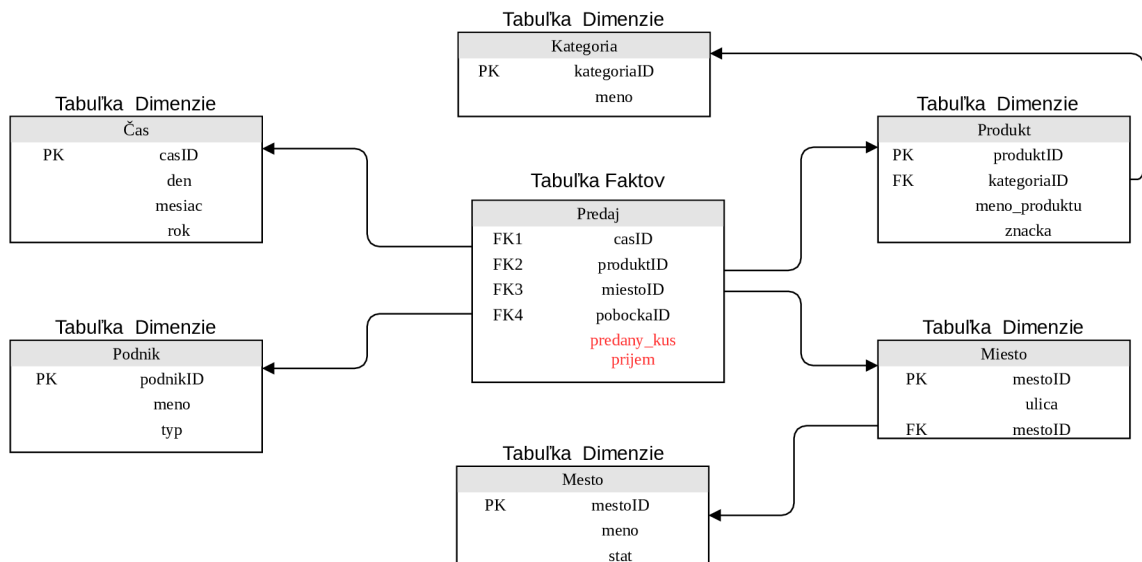 Tabuľka Dimenzie
Kategoria
PK kategoriaID
meno
Tabuľka Dimenzie
Čas
PK casID
den
mesiac
rok
Tabuľka Dimenzie
Produkt
PK produktID
FK kategoriaID
meno_produktu
znacka
Tabuľka Faktov
Predaj
FK1 casID
FK2 produktID
FK3 miestoID
FK4 pobockaID
predany_kus
prijem
Tabuľka Dimenzie
Podnik
PK podnikID
meno
typ
Tabuľka Dimenzie
Miesto
PK mestoID
ulica
FK mestoID
Tabuľka Dimenzie
Mesto
PK mestoID
meno
stat